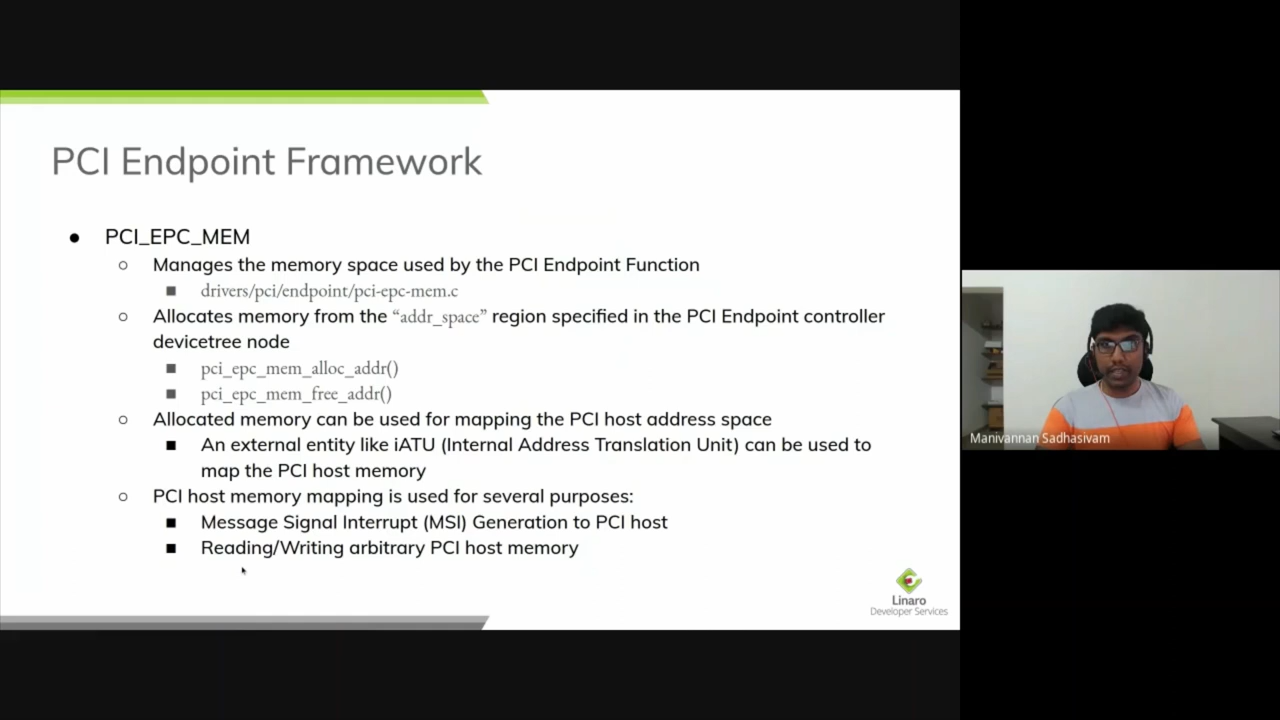 PCI Endpoint Framework
● PCI_EPC_MEM
○ Manages the memory space used by the PCI Endpoint Function
■ drivers/pci/endpoint/pci-epc-mem.c
○ Allocates memory from the “addr_space” region specified in the PCI Endpoint controller
devicetree node
■ pci_epc_mem_alloc_addr()
■ pci_epc_mem_free_addr()
○ Allocated memory can be used for mapping the PCI host address space
■ An external entity like iATU (Internal Address Translation Unit) can be used to
map the PCI host memory
○ PCI host memory mapping is used for several purposes:
■ Message Signal Interrupt (MSI) Generation to PCI host
■ Reading/Writing arbitrary PCI host memory
Linaro
Developer Services
Manivannan Sadhasivam